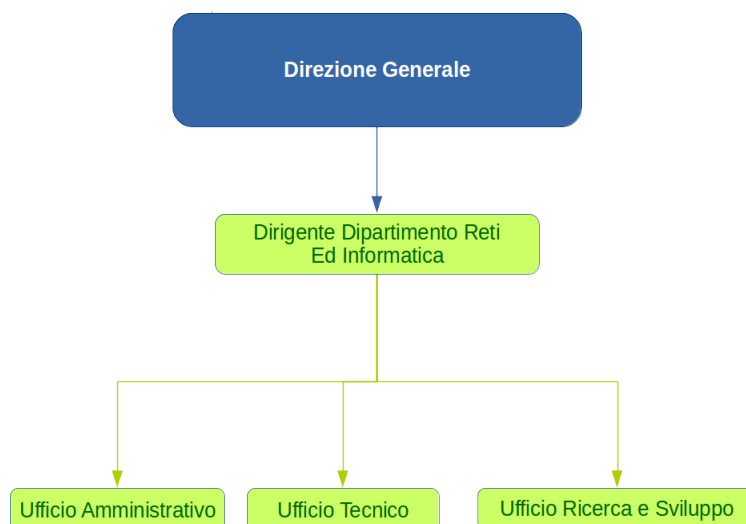 Direzione Generale
Dirigente Dipartimento Reti
Ed Informatica
Ufficio Amministrativo
Ufficio Tecnico
Ufficio Ricerca e Sviluppo